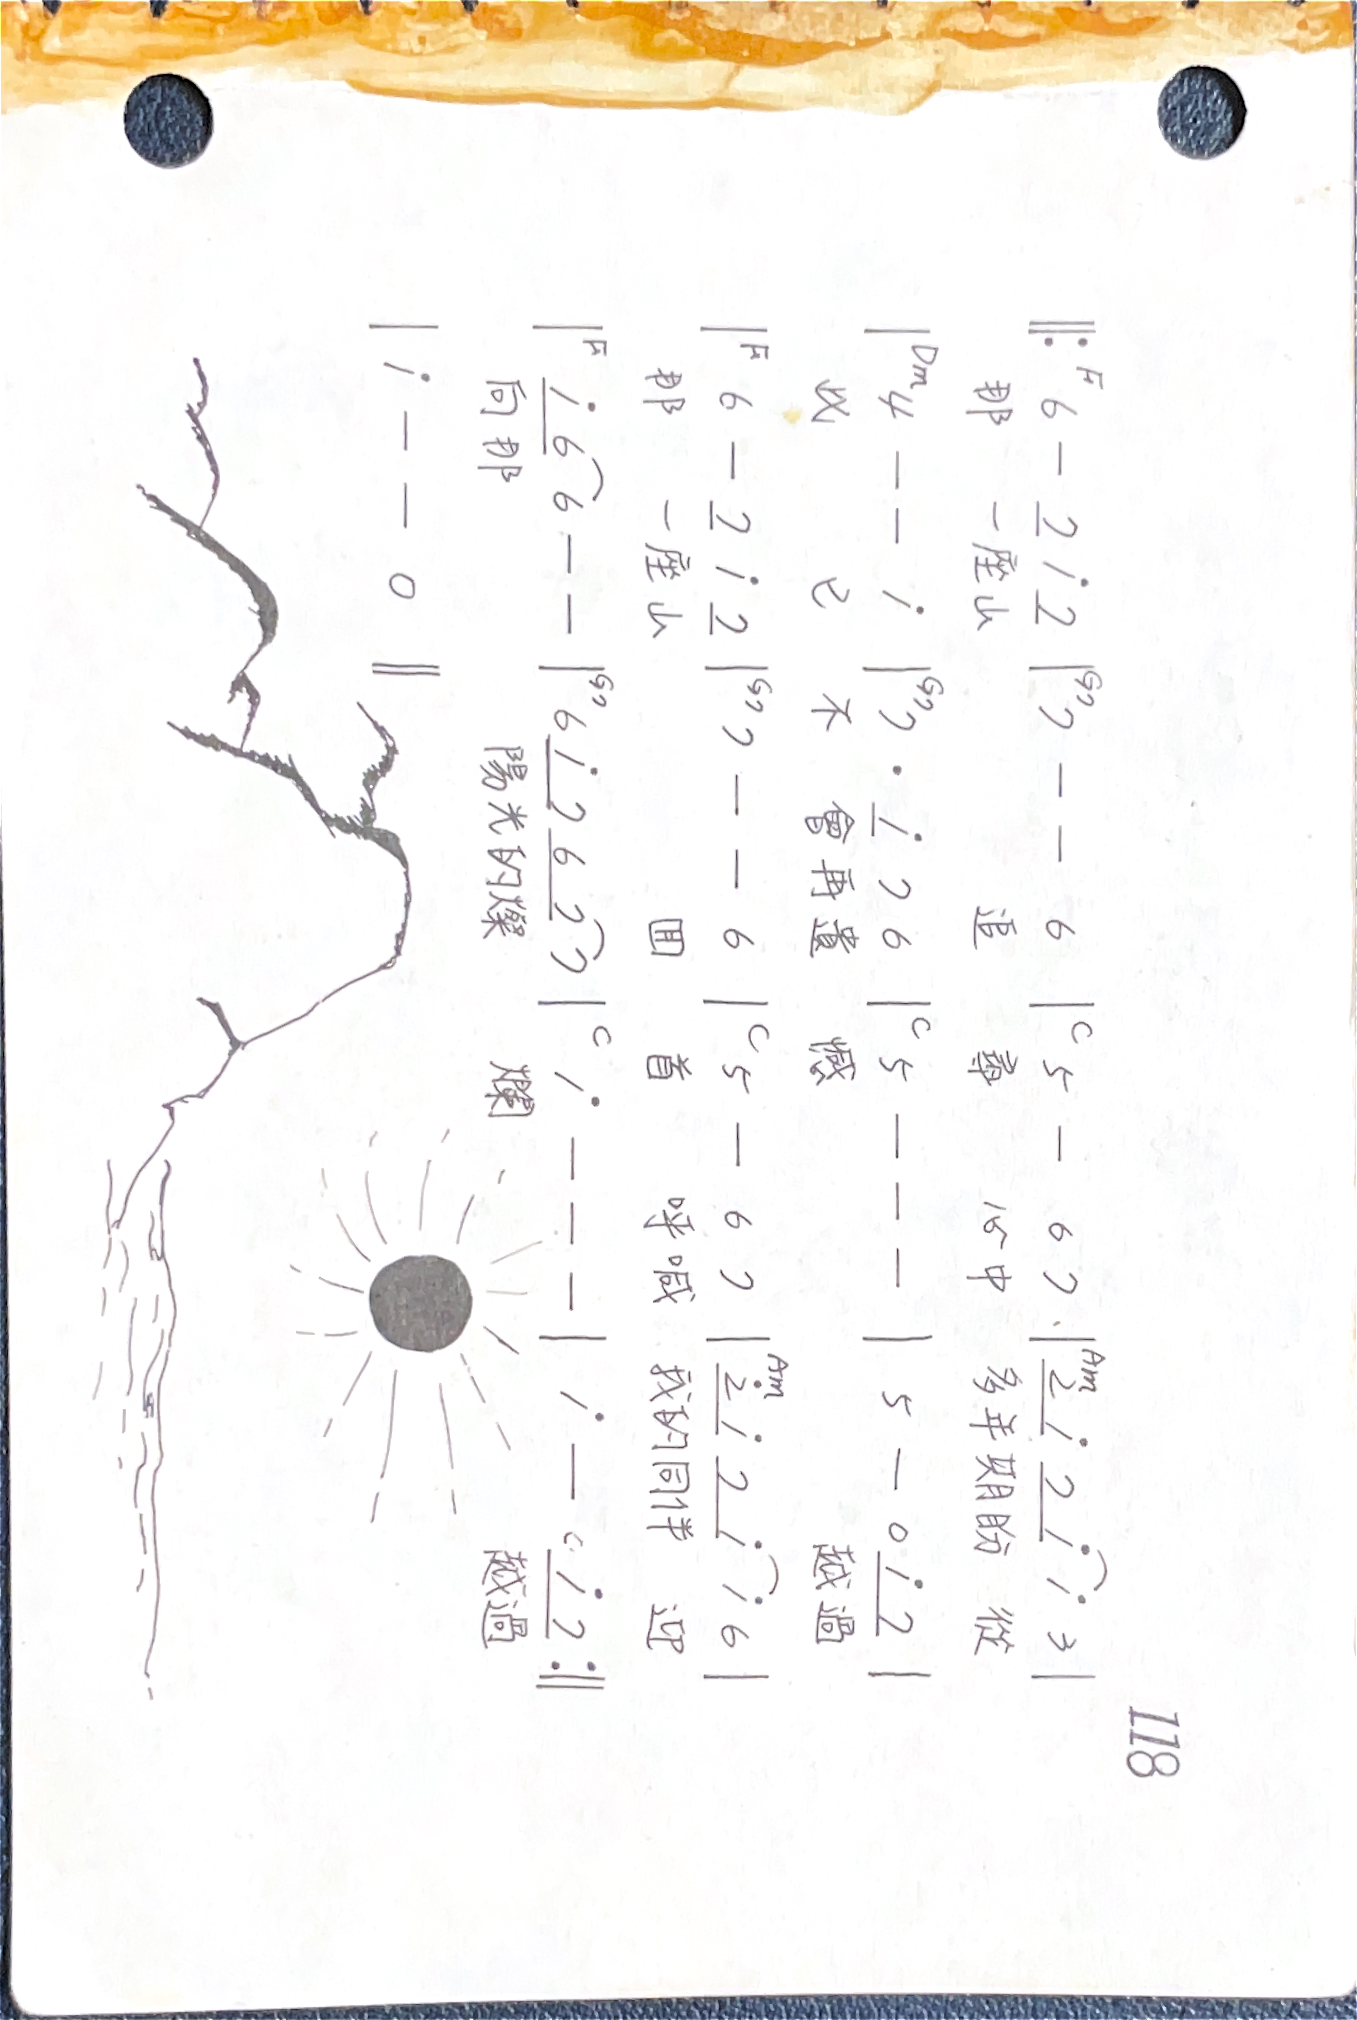 118
‖: F 6 — 7 i 7 | G7 7 — — 6 | C 5 — 6 7 · | Am 2̇ i 7 i i 3 |
那 一座山 追 尋 心中 多年期盼 從
| Dm 4 — — i | G7 7 · i 7 6 | C 5 — — — | 5 — 0 i 7 |
此 已 不 會再遺 憾 越過
| F 6 — 7 i 7 | G7 7 — — 6 | C 5 — 6 7 | Am 2̇ i 7 i i 6 |
那 一座山 回 首 呼喊 我的同伴 迎
| F i 6 6 — — | G7 6 i 7 6 7 7 | C i — — — | i — 0 i 7 :‖
向那 陽光的燦 爛 越過
| i — — 0 ‖